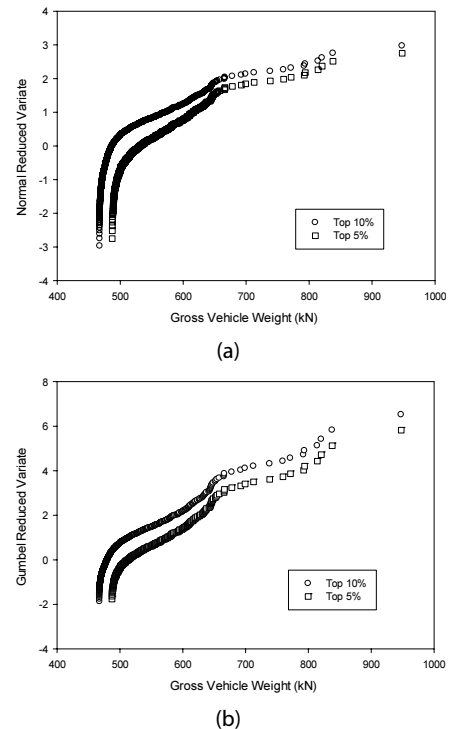 4
3
2
1
0
-1
-2
-3
-4
Normal Reduced Variate
Top 10%
Top 5%
400 500 600 700 800 900 1000
Gross Vehicle Weight (kN)
(a)
8
6
4
2
0
-2
-4
Gumbel Reduced Variate
Top 10%
Top 5%
400 500 600 700 800 900 1000
Gross Vehicle Weight (kN)
(b)